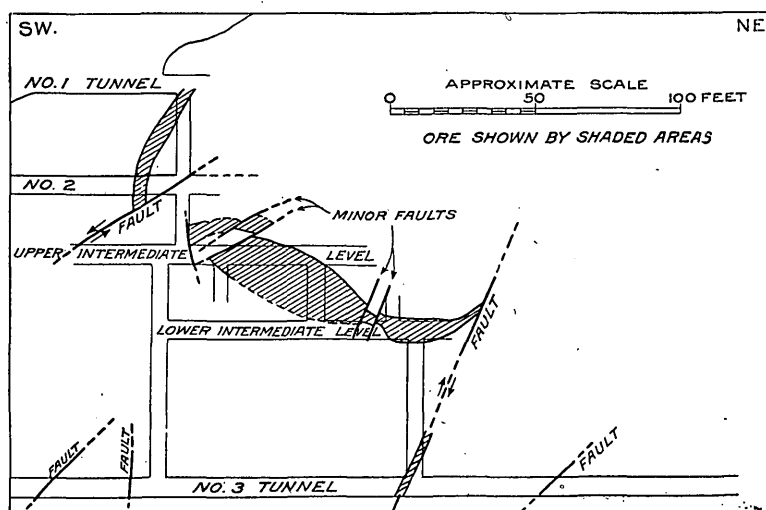 SW.
NE
NO. 1 TUNNEL
APPROXIMATE SCALE
0 50 100 FEET
ORE SHOWN BY SHADED AREAS
NO. 2
FAULT
MINOR FAULTS
UPPER INTERMEDIATE LEVEL
LOWER INTERMEDIATE LEVEL
FAULT
FAULT
FAULT
FAULT
NO. 3 TUNNEL